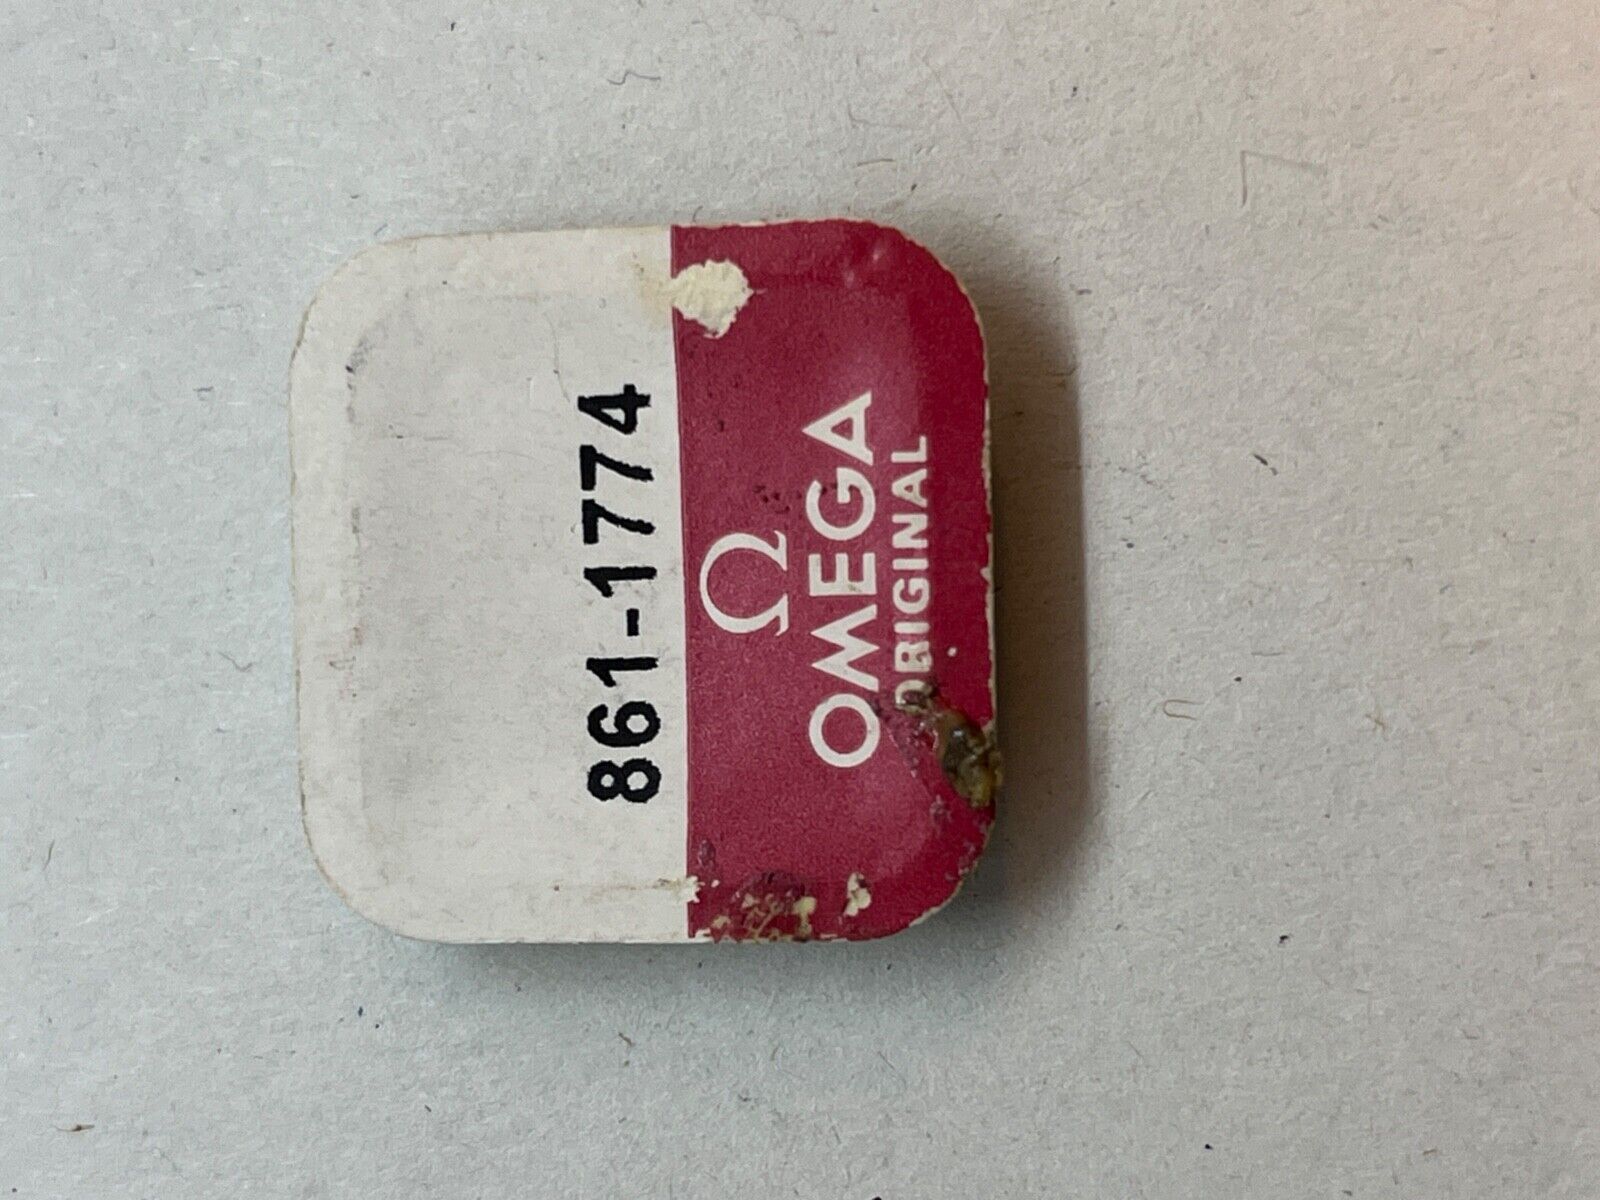 Ω
OMEGA
ORIGINAL
861-1774